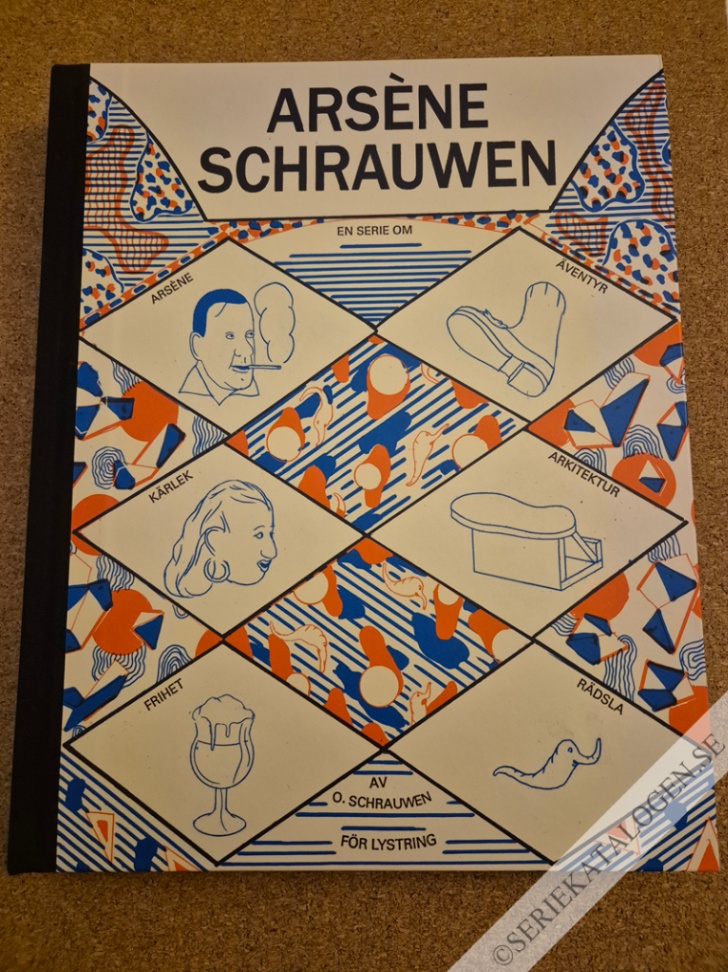 ARSÈNE
SCHRAUWEN
EN SERIE OM
ARSÈNE
ÄVENTYR
KÄRLEK
ARKITEKTUR
FRIHET
RÄDSLA
AV
O. SCHRAUWEN
FÖR LYSTRING
©SERIEKATALOGEN.SE